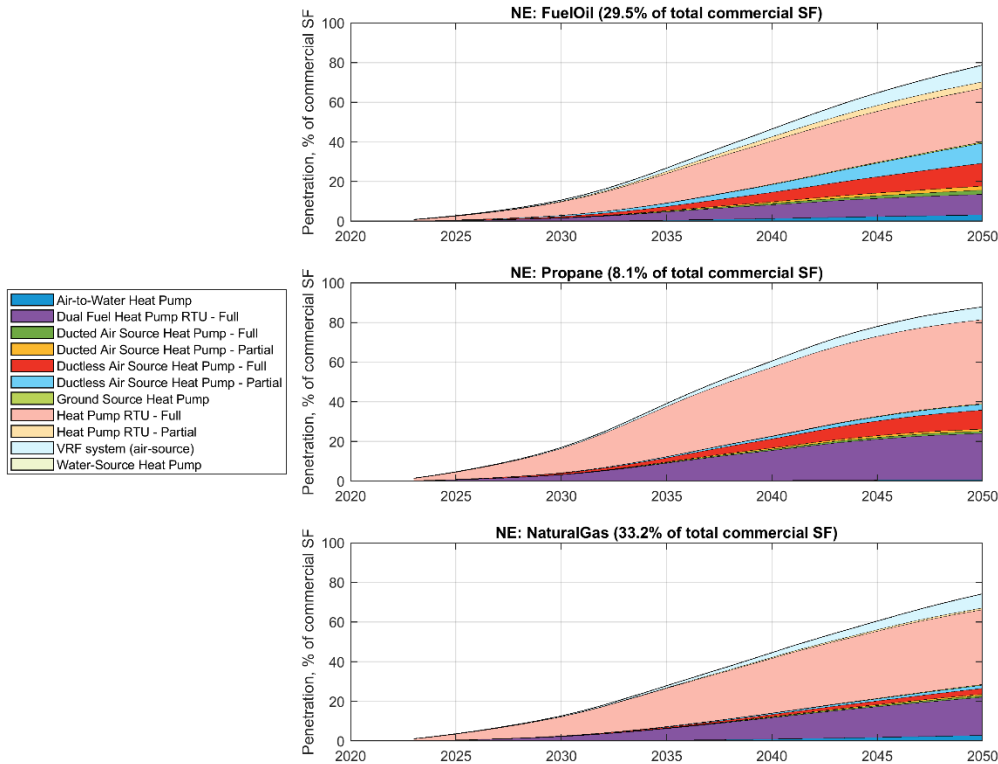 NE: FuelOil (29.5% of total commercial SF)
Penetration, % of commercial SF
100
80
60
40
20
0
2020 2025 2030 2035 2040 2045 2050
NE: Propane (8.1% of total commercial SF)
Penetration, % of commercial SF
100
80
60
40
20
0
2020 2025 2030 2035 2040 2045 2050
Air-to-Water Heat Pump
Dual Fuel Heat Pump RTU - Full
Ducted Air Source Heat Pump - Full
Ducted Air Source Heat Pump - Partial
Ductless Air Source Heat Pump - Full
Ductless Air Source Heat Pump - Partial
Ground Source Heat Pump
Heat Pump RTU - Full
Heat Pump RTU - Partial
VRF system (air-source)
Water-Source Heat Pump
NE: NaturalGas (33.2% of total commercial SF)
Penetration, % of commercial SF
100
80
60
40
20
0
2020 2025 2030 2035 2040 2045 2050